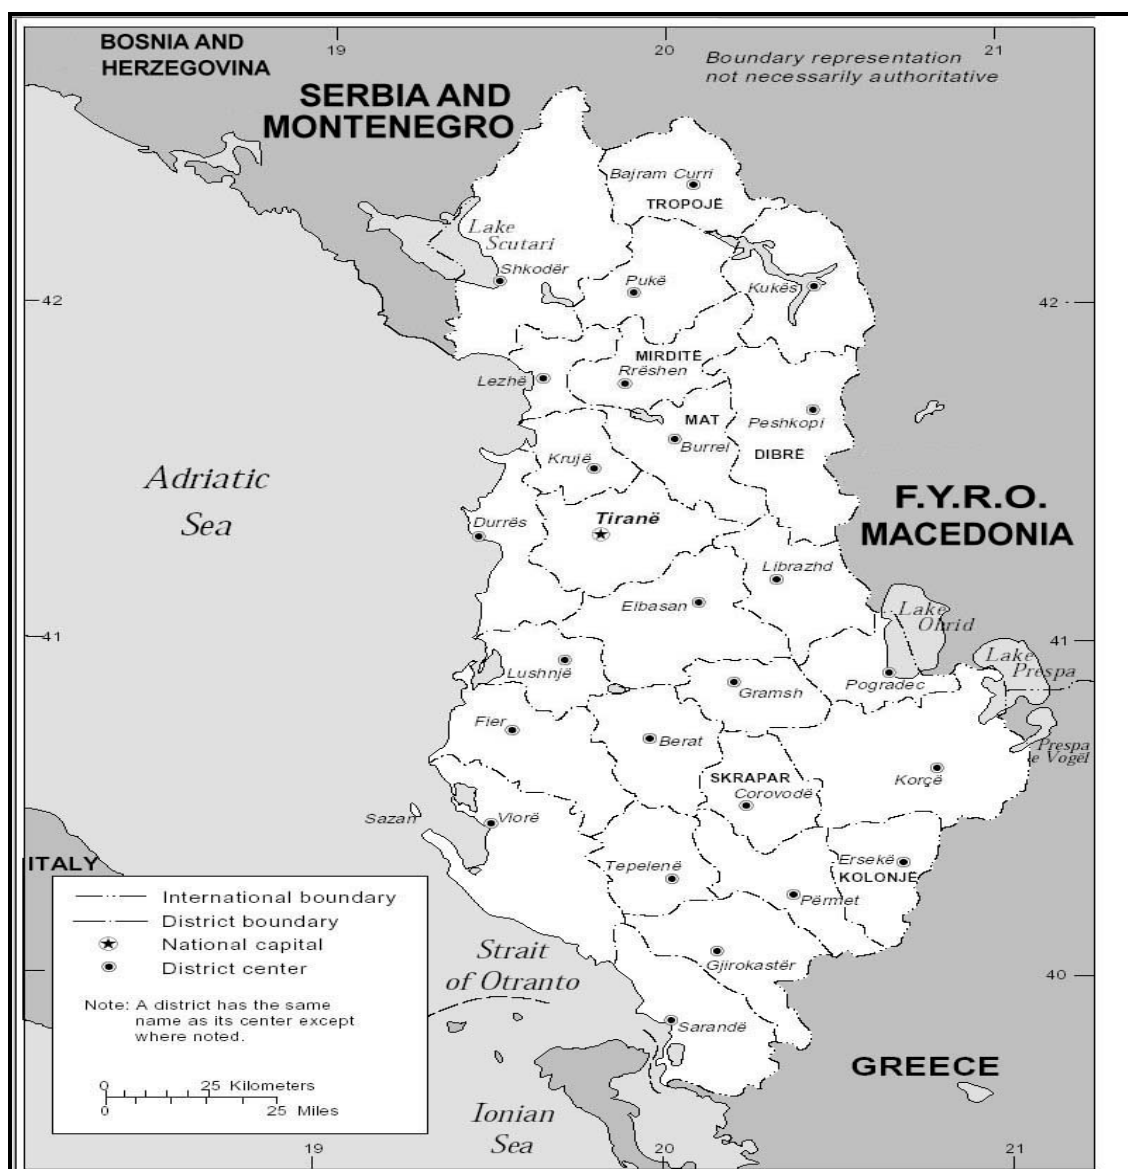 BOSNIA AND
HERZEGOVINA
19
20
21
Boundary representation
not necessarily authoritative
SERBIA AND
MONTENEGRO
Bajram Curri
TROPOJË
Lake
Scutari
Shkodër
Pukë
Kukës
42
42
MIRDITË
Rrëshen
Lezhë
Peshkopi
MAT
Burrel
DIBRË
Krujë
Adriatic
Sea
F.Y.R.O.
MACEDONIA
Durrës
Tiranë
Librazhd
Elbasan
Lake
Ohrid
41
41
Lake
Prespa
Lushnjë
Gramsh
Pogradec
Fier
Berat
Prespa
e Vogël
SKRAPAR
Corovodë
Korçë
Sazan
Vlorë
ITALY
Tepelenë
Ersekë
KOLONJË
Përmet
International boundary
District boundary
National capital
District center
Strait
of Otranto
Gjirokastër
40
Note: A district has the same
name as its center except
where noted.
Sarandë
GREECE
0 25 Kilometers
0 25 Miles
Ionian
Sea
19
20
21